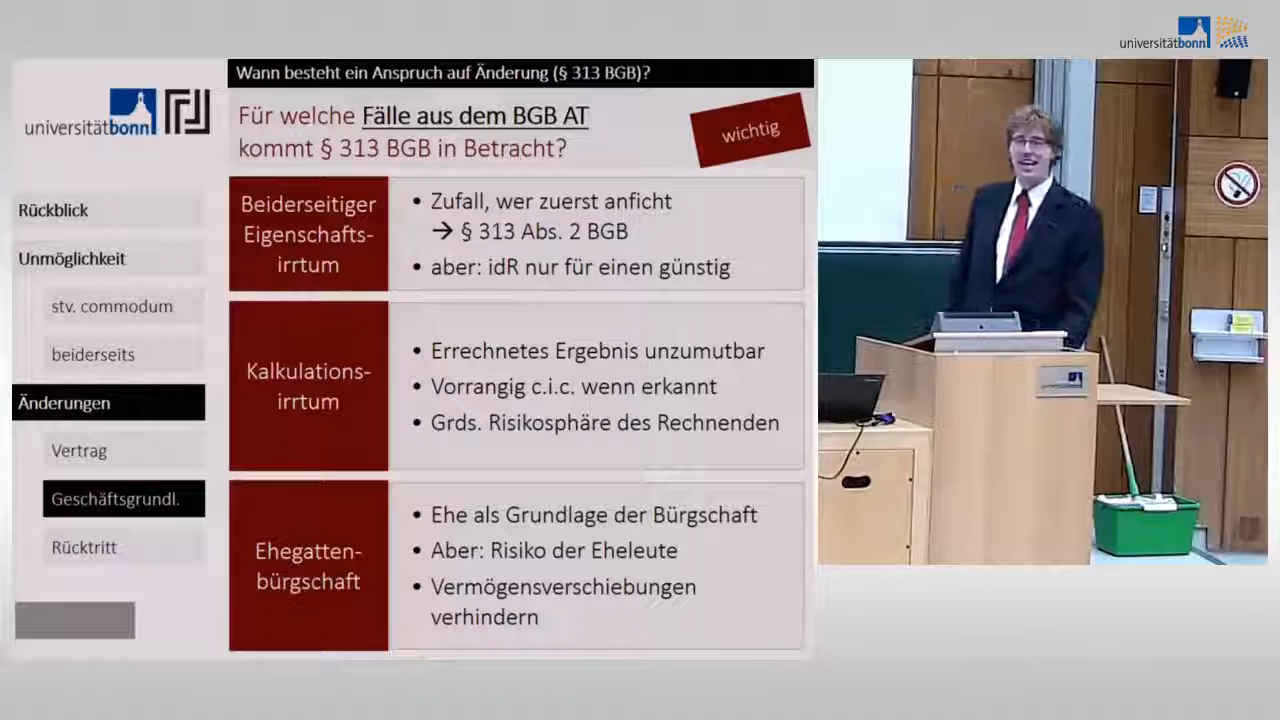 universitätbonn
Wann besteht ein Anspruch auf Änderung (§ 313 BGB)?
universitätbonn
Für welche Fälle aus dem BGB AT
kommt § 313 BGB in Betracht?
wichtig
Rückblick
Unmöglichkeit
stv. commodum
beiderseits
Änderungen
Vertrag
Geschäftsgrundl.
Rücktritt
Beiderseitiger
Eigenschafts-
irrtum
• Zufall, wer zuerst anficht
→ § 313 Abs. 2 BGB
• aber: idR nur für einen günstig
Kalkulations-
irrtum
• Errechnetes Ergebnis unzumutbar
• Vorrangig c.i.c. wenn erkannt
• Grds. Risikosphäre des Rechnenden
Ehegatten-
bürgschaft
• Ehe als Grundlage der Bürgschaft
• Aber: Risiko der Eheleute
• Vermögensverschiebungen
verhindern